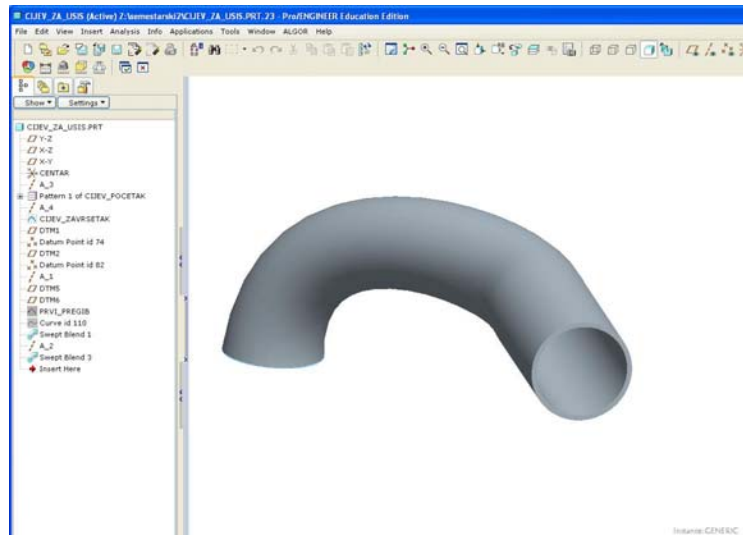 CIJEV_ZA_USIS (Active) Z:\semestarski2\CIJEV_ZA_USIS.PRT.23 - Pro/ENGINEER Education Edition
File Edit View Insert Analysis Info Applications Tools Window ALGOR Help
Show Settings
CIJEV_ZA_USIS.PRT
Y-Z
X-Z
X-Y
CENTAR
A_3
Pattern 1 of CIJEV_POCETAK
A_4
CIJEV_ZAVRSETAK
DTM1
Datum Point id 74
DTM2
Datum Point id 82
A_1
DTM5
DTM6
PRVI_PREGIB
Curve id 110
Swept Blend 1
A_2
Swept Blend 3
Insert Here
Instance:GENERIC